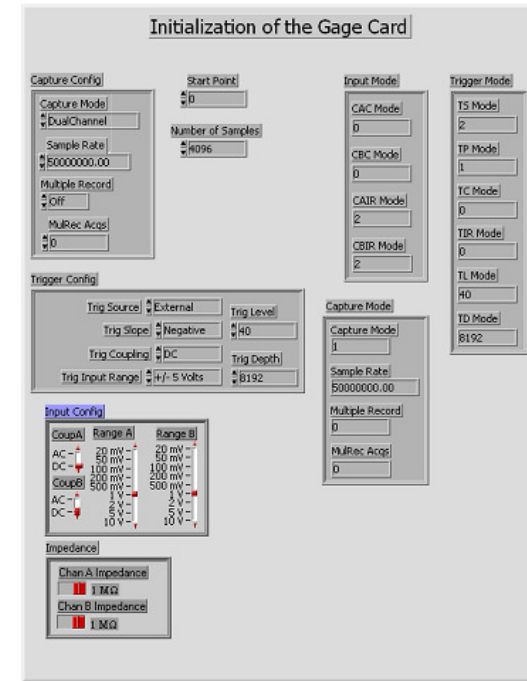 Initialization of the Gage Card
Capture Config
Capture Mode
DualChannel
Sample Rate
50000000.00
Multiple Record
Off
MulRec Acqs
0
Start Point
0
Number of Samples
4096
Input Mode
CAC Mode
0
CBC Mode
0
CAIR Mode
2
CBIR Mode
2
Trigger Mode
TS Mode
2
TP Mode
1
TC Mode
0
TIR Mode
0
TL Mode
40
TD Mode
8192
Trigger Config
Trig Source External
Trig Slope Negative
Trig Coupling DC
Trig Input Range +/- 5 Volts
Trig Level
40
Trig Depth
8192
Capture Mode
Capture Mode
1
Sample Rate
50000000.00
Multiple Record
0
MulRec Acqs
0
Input Config
CoupA
AC
DC
CoupB
AC
DC
Range A
20 mV
50 mV
100 mV
200 mV
500 mV
1 V
2 V
5 V
10 V
Range B
20 mV
50 mV
100 mV
200 mV
500 mV
1 V
2 V
5 V
10 V
Impedance
Chan A Impedance
1 MΩ
Chan B Impedance
1 MΩ